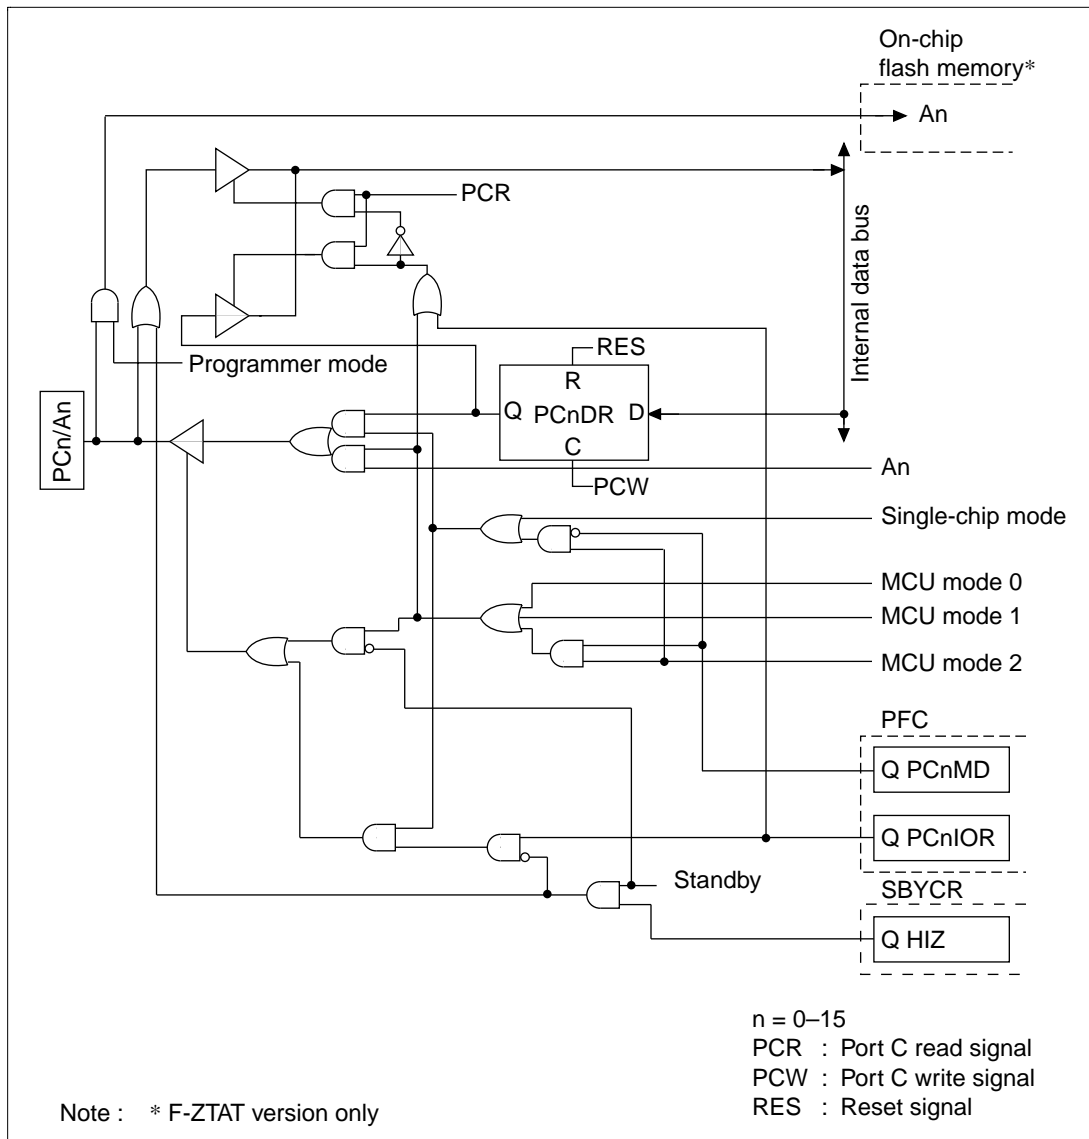 On-chip
flash memory*
An
PCR
Internal data bus
Programmer mode
RES
R
Q PCnDR D
C
PCW
PCn/An
An
Single-chip mode
MCU mode 0
MCU mode 1
MCU mode 2
PFC
Q PCnMD
Q PCnIOR
Standby
SBYCR
Q HIZ
n = 0–15
PCR : Port C read signal
PCW : Port C write signal
RES : Reset signal
Note : * F-ZTAT version only